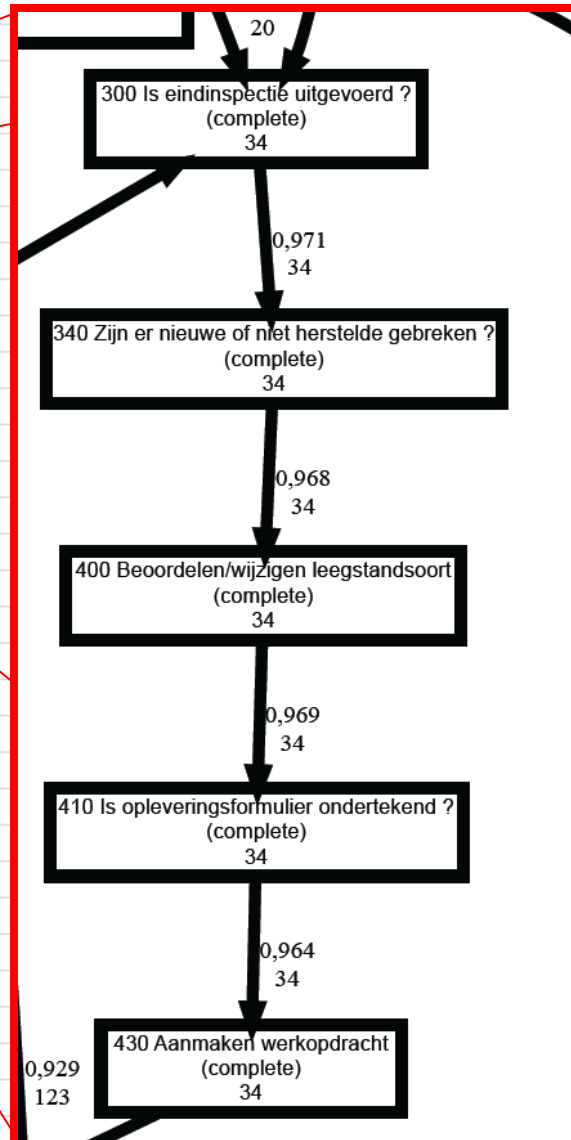 20
300 Is eindinspectie uitgevoerd ?
(complete)
34
0,971
34
340 Zijn er nieuwe of niet herstelde gebreken ?
(complete)
34
0,968
34
400 Beoordelen/wijzigen leegstandsoort
(complete)
34
0,969
34
410 Is opleveringsformulier ondertekend ?
(complete)
34
0,964
34
430 Aanmaken werkopdracht
(complete)
34
0,929
123